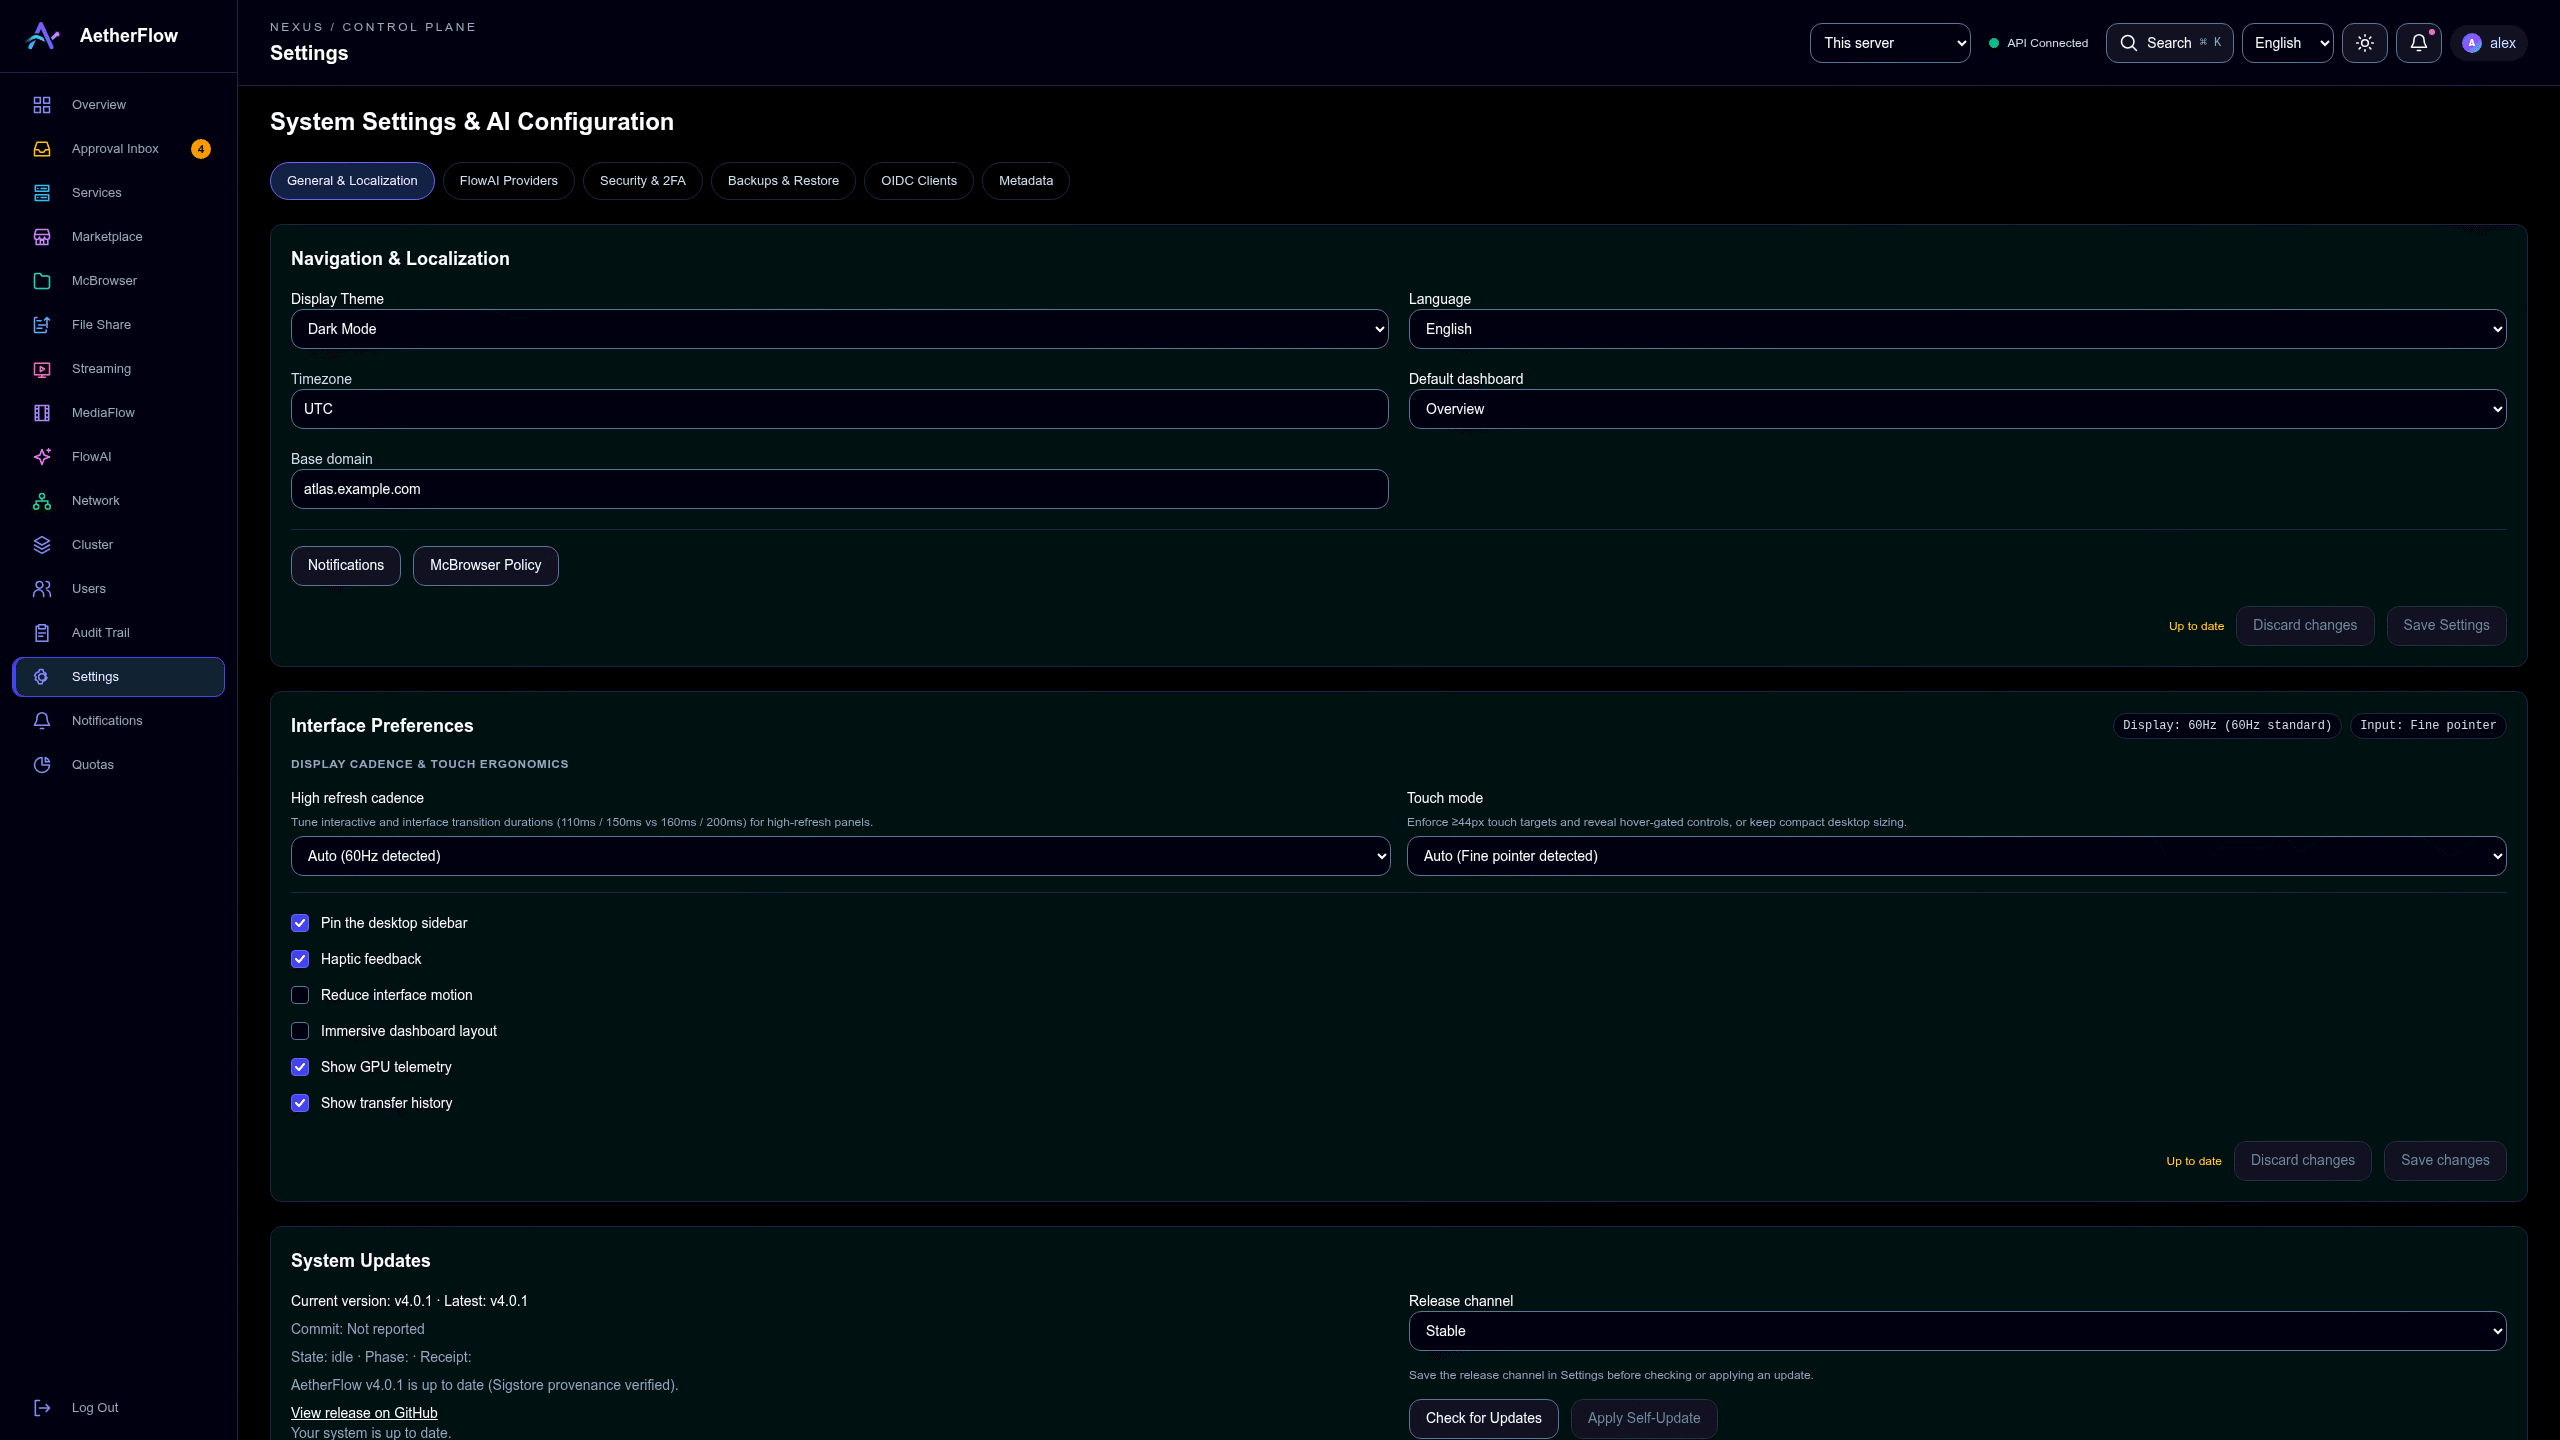 AetherFlow
Overview
Approval Inbox 4
Services
Marketplace
McBrowser
File Share
Streaming
MediaFlow
FlowAI
Network
Cluster
Users
Audit Trail
Settings
Notifications
Quotas
Log Out
NEXUS / CONTROL PLANE
Settings
This server
API Connected
Search ⌘ K
English
A alex
System Settings & AI Configuration
General & Localization
FlowAI Providers
Security & 2FA
Backups & Restore
OIDC Clients
Metadata
Navigation & Localization
Display Theme
Dark Mode
Language
English
Timezone
UTC
Default dashboard
Overview
Base domain
atlas.example.com
Notifications
McBrowser Policy
Up to date
Discard changes
Save Settings
Interface Preferences
Display: 60Hz (60Hz standard)
Input: Fine pointer
DISPLAY CADENCE & TOUCH ERGONOMICS
High refresh cadence
Tune interactive and interface transition durations (110ms / 150ms vs 160ms / 200ms) for high-refresh panels.
Auto (60Hz detected)
Touch mode
Enforce ≥44px touch targets and reveal hover-gated controls, or keep compact desktop sizing.
Auto (Fine pointer detected)
Pin the desktop sidebar
Haptic feedback
Reduce interface motion
Immersive dashboard layout
Show GPU telemetry
Show transfer history
Up to date
Discard changes
Save changes
System Updates
Current version: v4.0.1 · Latest: v4.0.1
Commit: Not reported
State: idle · Phase: · Receipt:
AetherFlow v4.0.1 is up to date (Sigstore provenance verified).
View release on GitHub
Your system is up to date.
Release channel
Stable
Save the release channel in Settings before checking or applying an update.
Check for Updates
Apply Self-Update